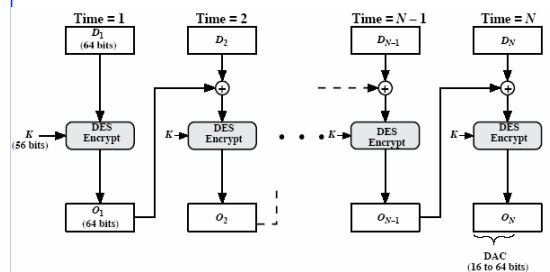 Time = 1 Time = 2 Time = N – 1 Time = N
D1 (64 bits) D2 DN–1 DN
+ + +
K (56 bits) DES Encrypt K DES Encrypt • • • K DES Encrypt K DES Encrypt
O1 (64 bits) O2 ON–1 ON
DAC
(16 to 64 bits)